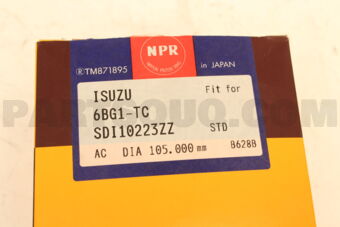 NPR
®TM871895
in JAPAN
ISUZU Fit for
6BG1-TC
SDI10223ZZ STD
AC DIA 105.000 mm B628B
PARTSOUQ.COM